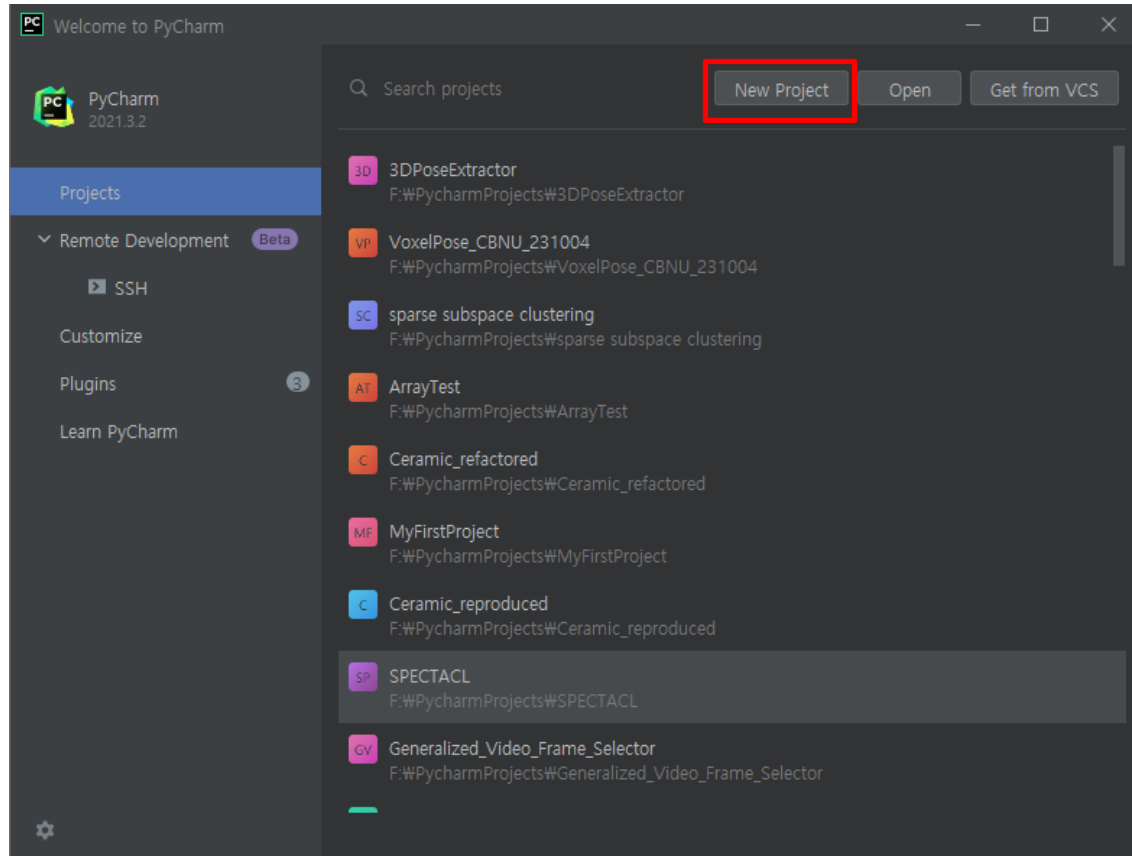 PC Welcome to PyCharm
PC PyCharm
2021.3.2
Search projects
New Project
Open
Get from VCS
Projects
Remote Development Beta
SSH
Customize
Plugins 3
Learn PyCharm
3D 3DPoseExtractor
F:₩PycharmProjects₩3DPoseExtractor
VP VoxelPose_CBNU_231004
F:₩PycharmProjects₩VoxelPose_CBNU_231004
SC sparse subspace clustering
F:₩PycharmProjects₩sparse subspace clustering
AT ArrayTest
F:₩PycharmProjects₩ArrayTest
C Ceramic_refactored
F:₩PycharmProjects₩Ceramic_refactored
MF MyFirstProject
F:₩PycharmProjects₩MyFirstProject
C Ceramic_reproduced
F:₩PycharmProjects₩Ceramic_reproduced
SP SPECTACL
F:₩PycharmProjects₩SPECTACL
GV Generalized_Video_Frame_Selector
F:₩PycharmProjects₩Generalized_Video_Frame_Selector